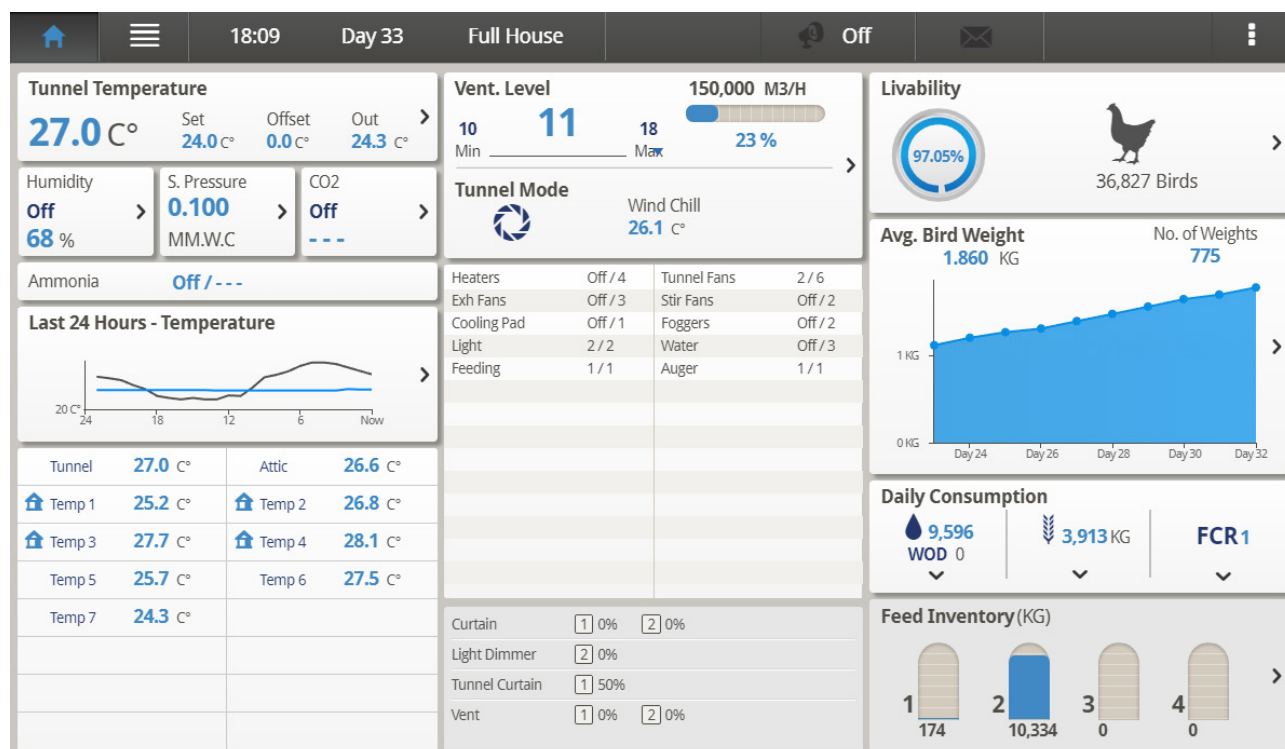 18:09 Day 33 Full House Off
Tunnel Temperature
27.0 C°
Set
24.0 C°
Offset
0.0 C°
Out
24.3 C°
Humidity
Off
68 %
S. Pressure
0.100
MM.W.C
CO2
Off
- - -
Ammonia Off / - - -
Last 24 Hours - Temperature
20 C°
24 18 12 6 Now
Tunnel 27.0 C° Attic 26.6 C°
Temp 1 25.2 C° Temp 2 26.8 C°
Temp 3 27.7 C° Temp 4 28.1 C°
Temp 5 25.7 C° Temp 6 27.5 C°
Temp 7 24.3 C°
Vent. Level
10
Min
11
18
Max
150,000 M3/H
23 %
Tunnel Mode
Wind Chill
26.1 C°
Heaters Off / 4 Tunnel Fans 2 / 6
Exh Fans Off / 3 Stir Fans Off / 2
Cooling Pad Off / 1 Foggers Off / 2
Light 2 / 2 Water Off / 3
Feeding 1 / 1 Auger 1 / 1
Curtain 1 0% 2 0%
Light Dimmer 2 0%
Tunnel Curtain 1 50%
Vent 1 0% 2 0%
Livability
97.05%
36,827 Birds
Avg. Bird Weight
1.860 KG
No. of Weights
775
1 KG
0 KG
Day 24 Day 26 Day 28 Day 30 Day 32
Daily Consumption
9,596
WOD 0
3,913 KG
FCR 1
Feed Inventory (KG)
1 2 3 4
174 10,334 0 0